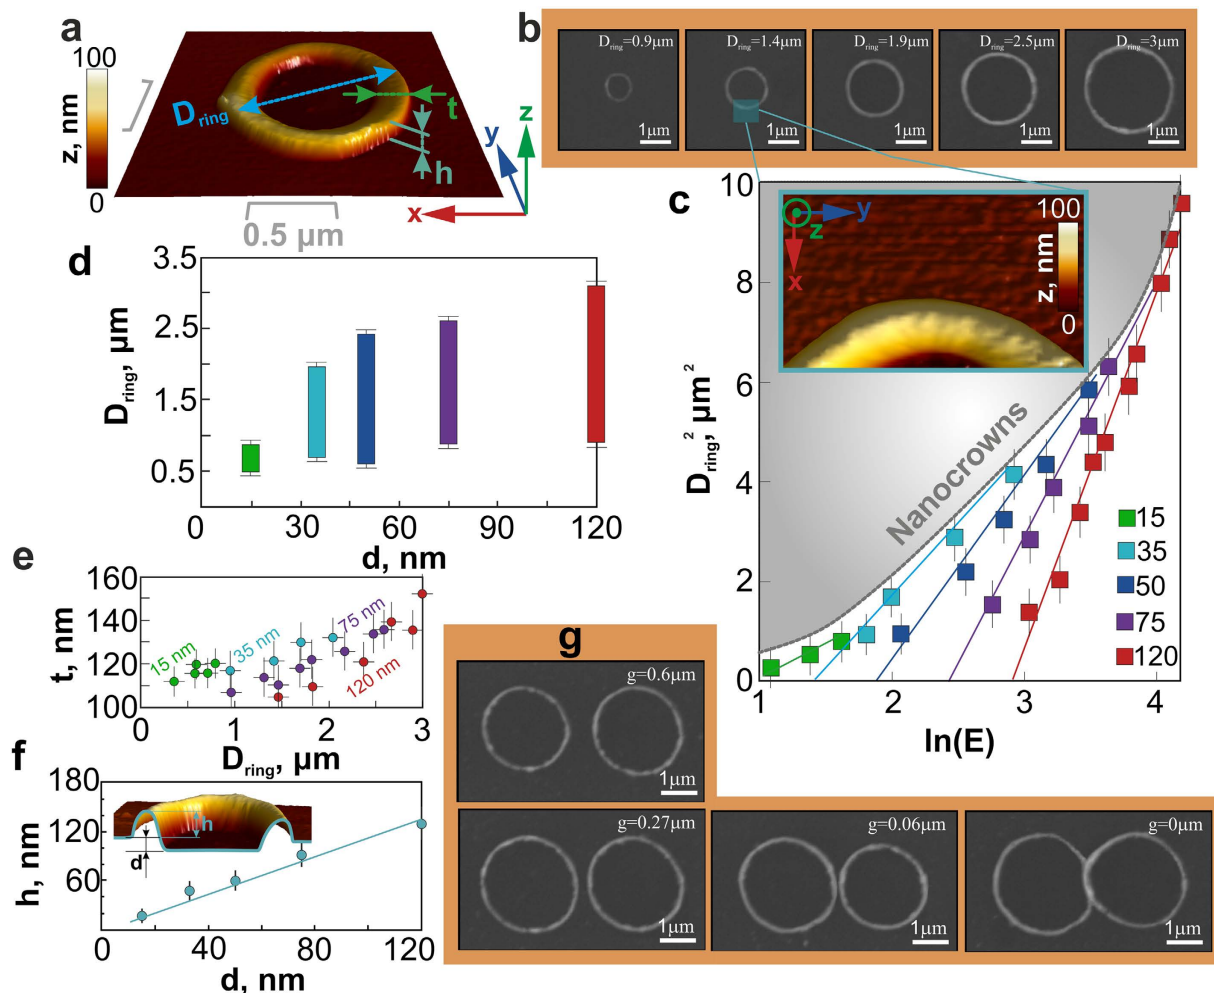 a
100
z, nm
0
D_ring
t
h
z
y
x
0.5 µm
b
D_ring=0.9µm
1µm
D_ring=1.4µm
1µm
D_ring=1.9µm
1µm
D_ring=2.5µm
1µm
D_ring=3µm
1µm
c
10
8
6
4
2
0
D_ring², µm²
1
2
3
4
ln(E)
Nanocrowns
z
y
x
100
z, nm
0
15
35
50
75
120
d
3.5
2.5
1.5
0.5
D_ring, µm
0
30
60
90
120
d, nm
e
160
140
120
100
t, nm
15 nm
35 nm
75 nm
120 nm
0
1
2
3
D_ring, µm
f
180
120
60
h, nm
h
d
0
40
80
120
d, nm
g
g=0.6µm
1µm
g=0.27µm
1µm
g=0.06µm
1µm
g=0µm
1µm